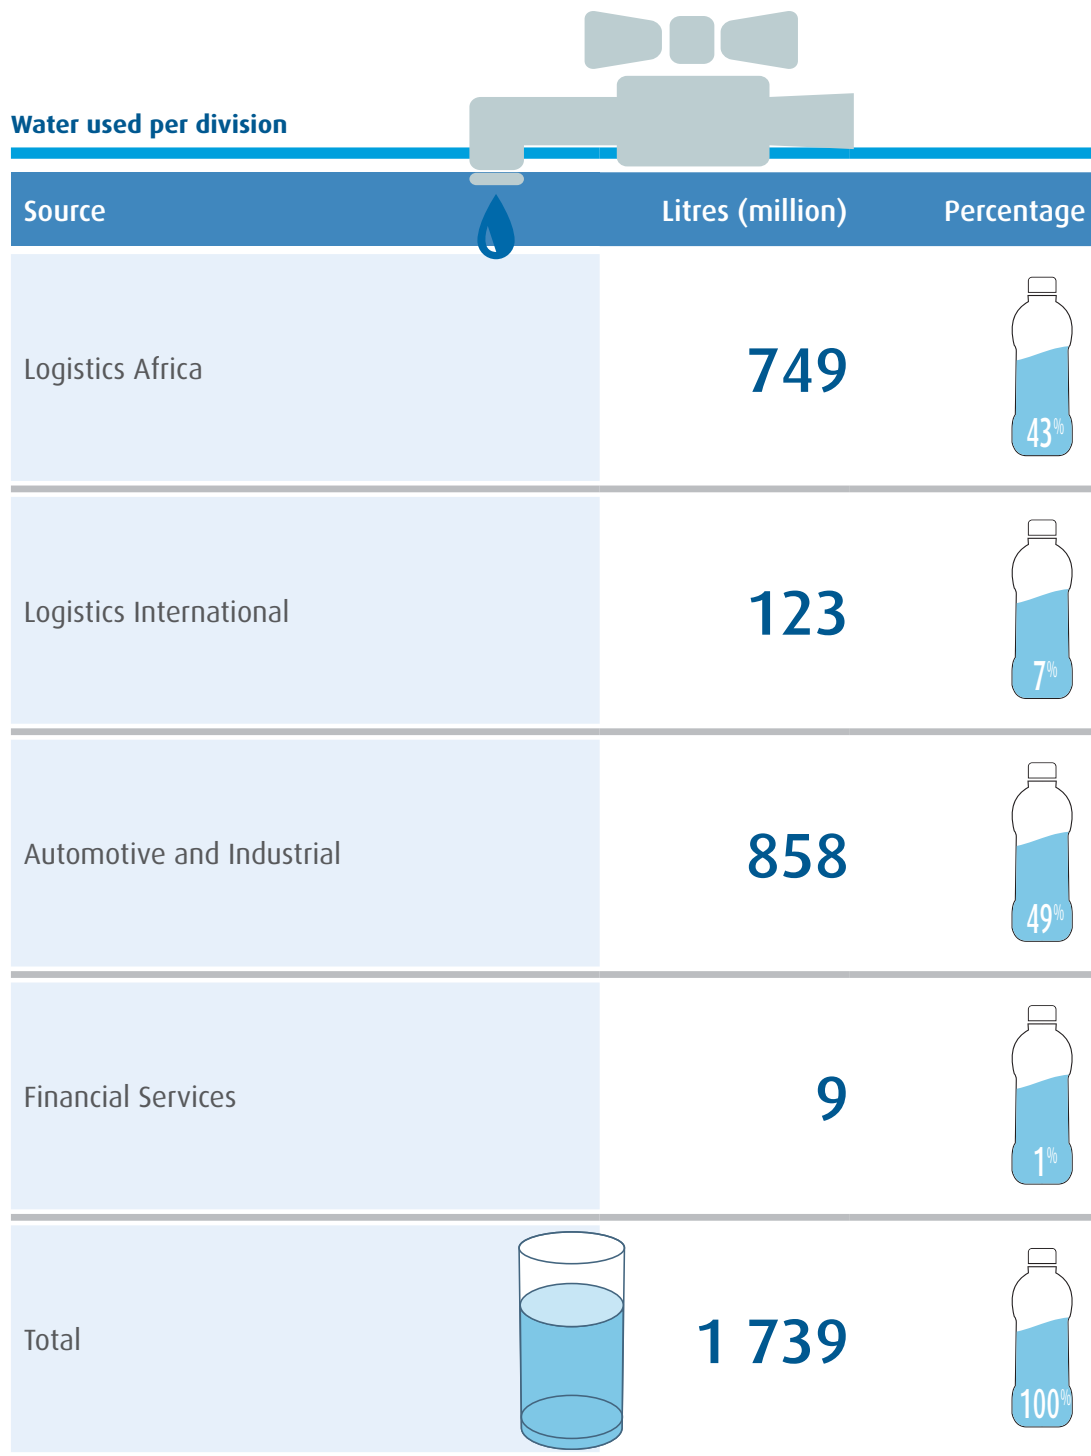 Water used per division
Source Litres (million) Percentage
Logistics Africa 749 43%
Logistics International 123 7%
Automotive and Industrial 858 49%
Financial Services 9 1%
Total 1 739 100%